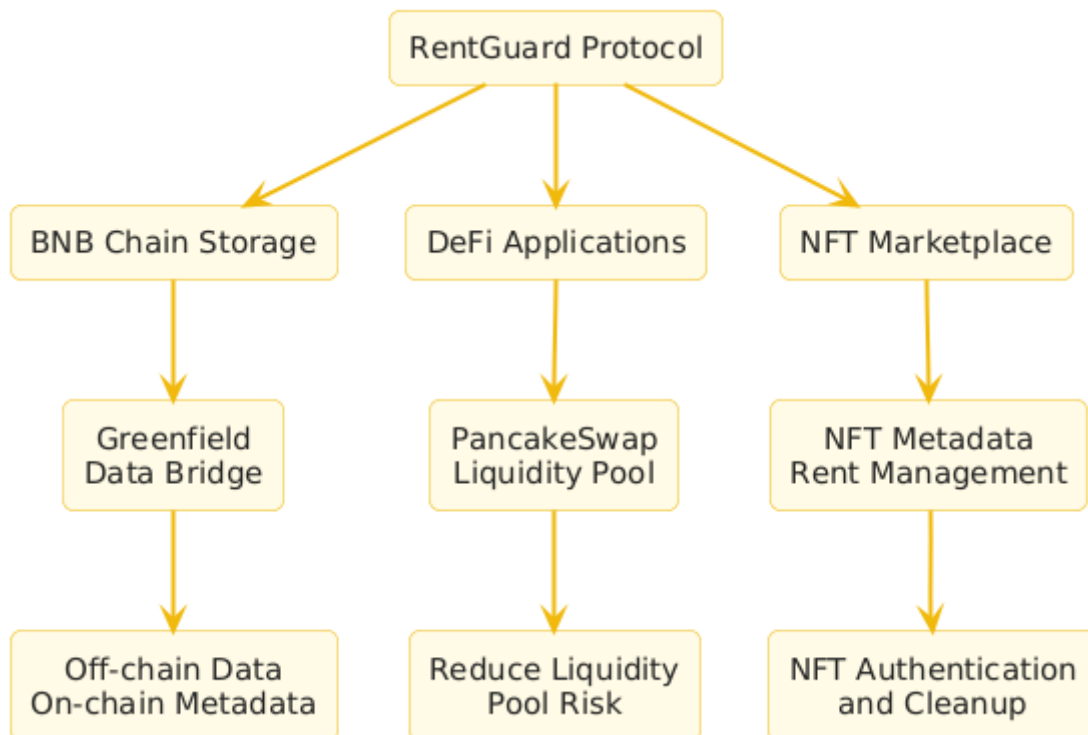 RentGuard Protocol
BNB Chain Storage
DeFi Applications
NFT Marketplace
Greenfield
Data Bridge
PancakeSwap
Liquidity Pool
NFT Metadata
Rent Management
Off-chain Data
On-chain Metadata
Reduce Liquidity
Pool Risk
NFT Authentication
and Cleanup